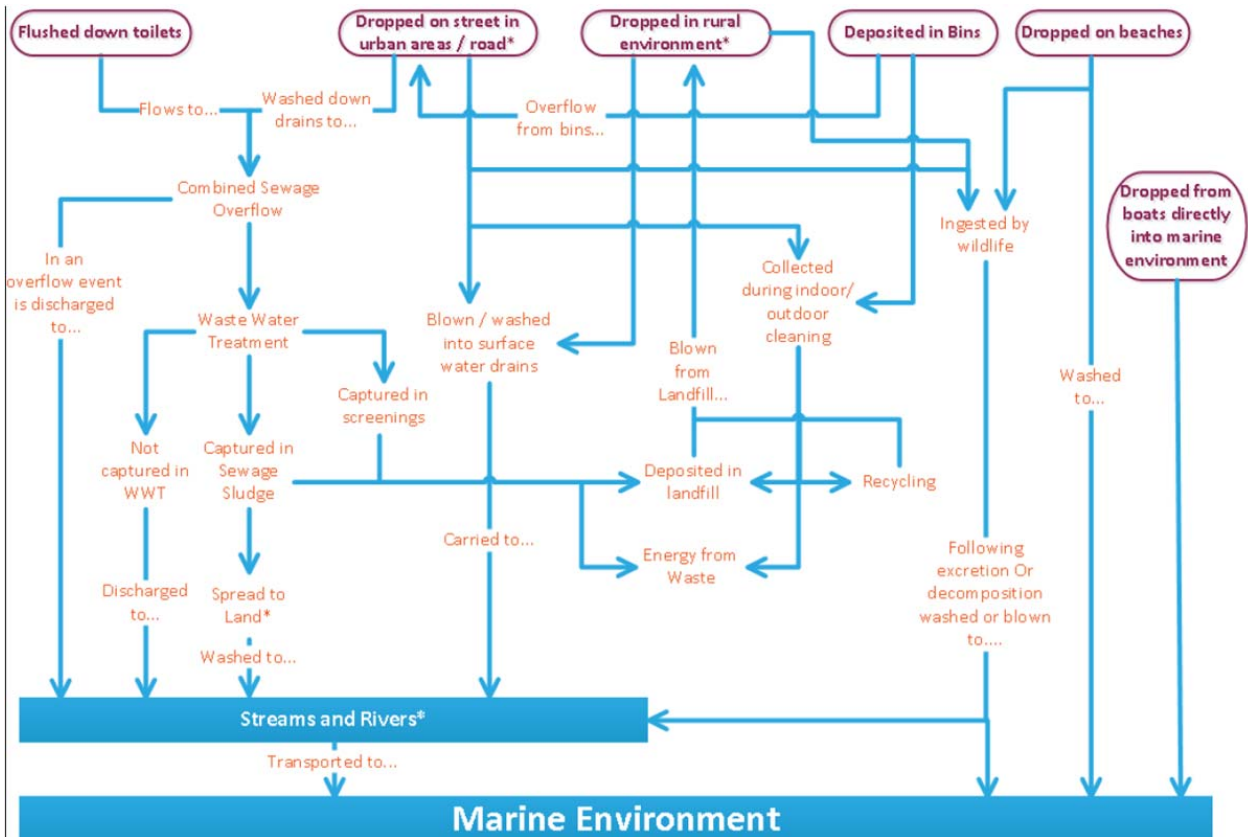 Flushed down toilets
Dropped on street in
urban areas / road*
Dropped in rural
environment*
Deposited in Bins
Dropped on beaches
Flows to...
Washed down
drains to...
Overflow
from bins...
Combined Sewage
Overflow
Ingested by
wildlife
Dropped from
boats directly
into marine
environment
In an
overflow event
is discharged
to...
Waste Water
Treatment
Blown / washed
into surface
water drains
Collected
during indoor/
outdoor
cleaning
Blown
from
Landfill...
Captured in
screenings
Washed
to...
Not
captured in
WWT
Captured in
Sewage
Sludge
Deposited in
landfill
Recycling
Carried to...
Energy from
Waste
Following
excretion Or
decomposition
washed or blown
to....
Discharged
to...
Spread to
Land*
Washed to...
Streams and Rivers*
Transported to...
Marine Environment